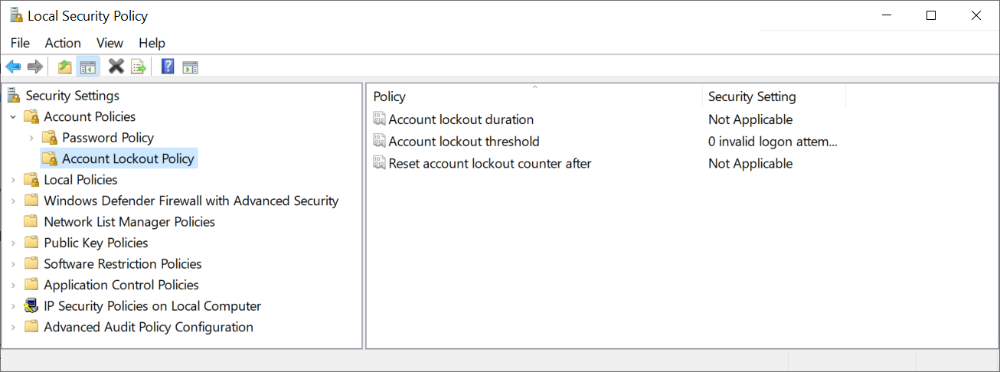 Local Security Policy
File Action View Help
Security Settings
Account Policies
Password Policy
Account Lockout Policy
Local Policies
Windows Defender Firewall with Advanced Security
Network List Manager Policies
Public Key Policies
Software Restriction Policies
Application Control Policies
IP Security Policies on Local Computer
Advanced Audit Policy Configuration
Policy Security Setting
Account lockout duration Not Applicable
Account lockout threshold 0 invalid logon attem...
Reset account lockout counter after Not Applicable